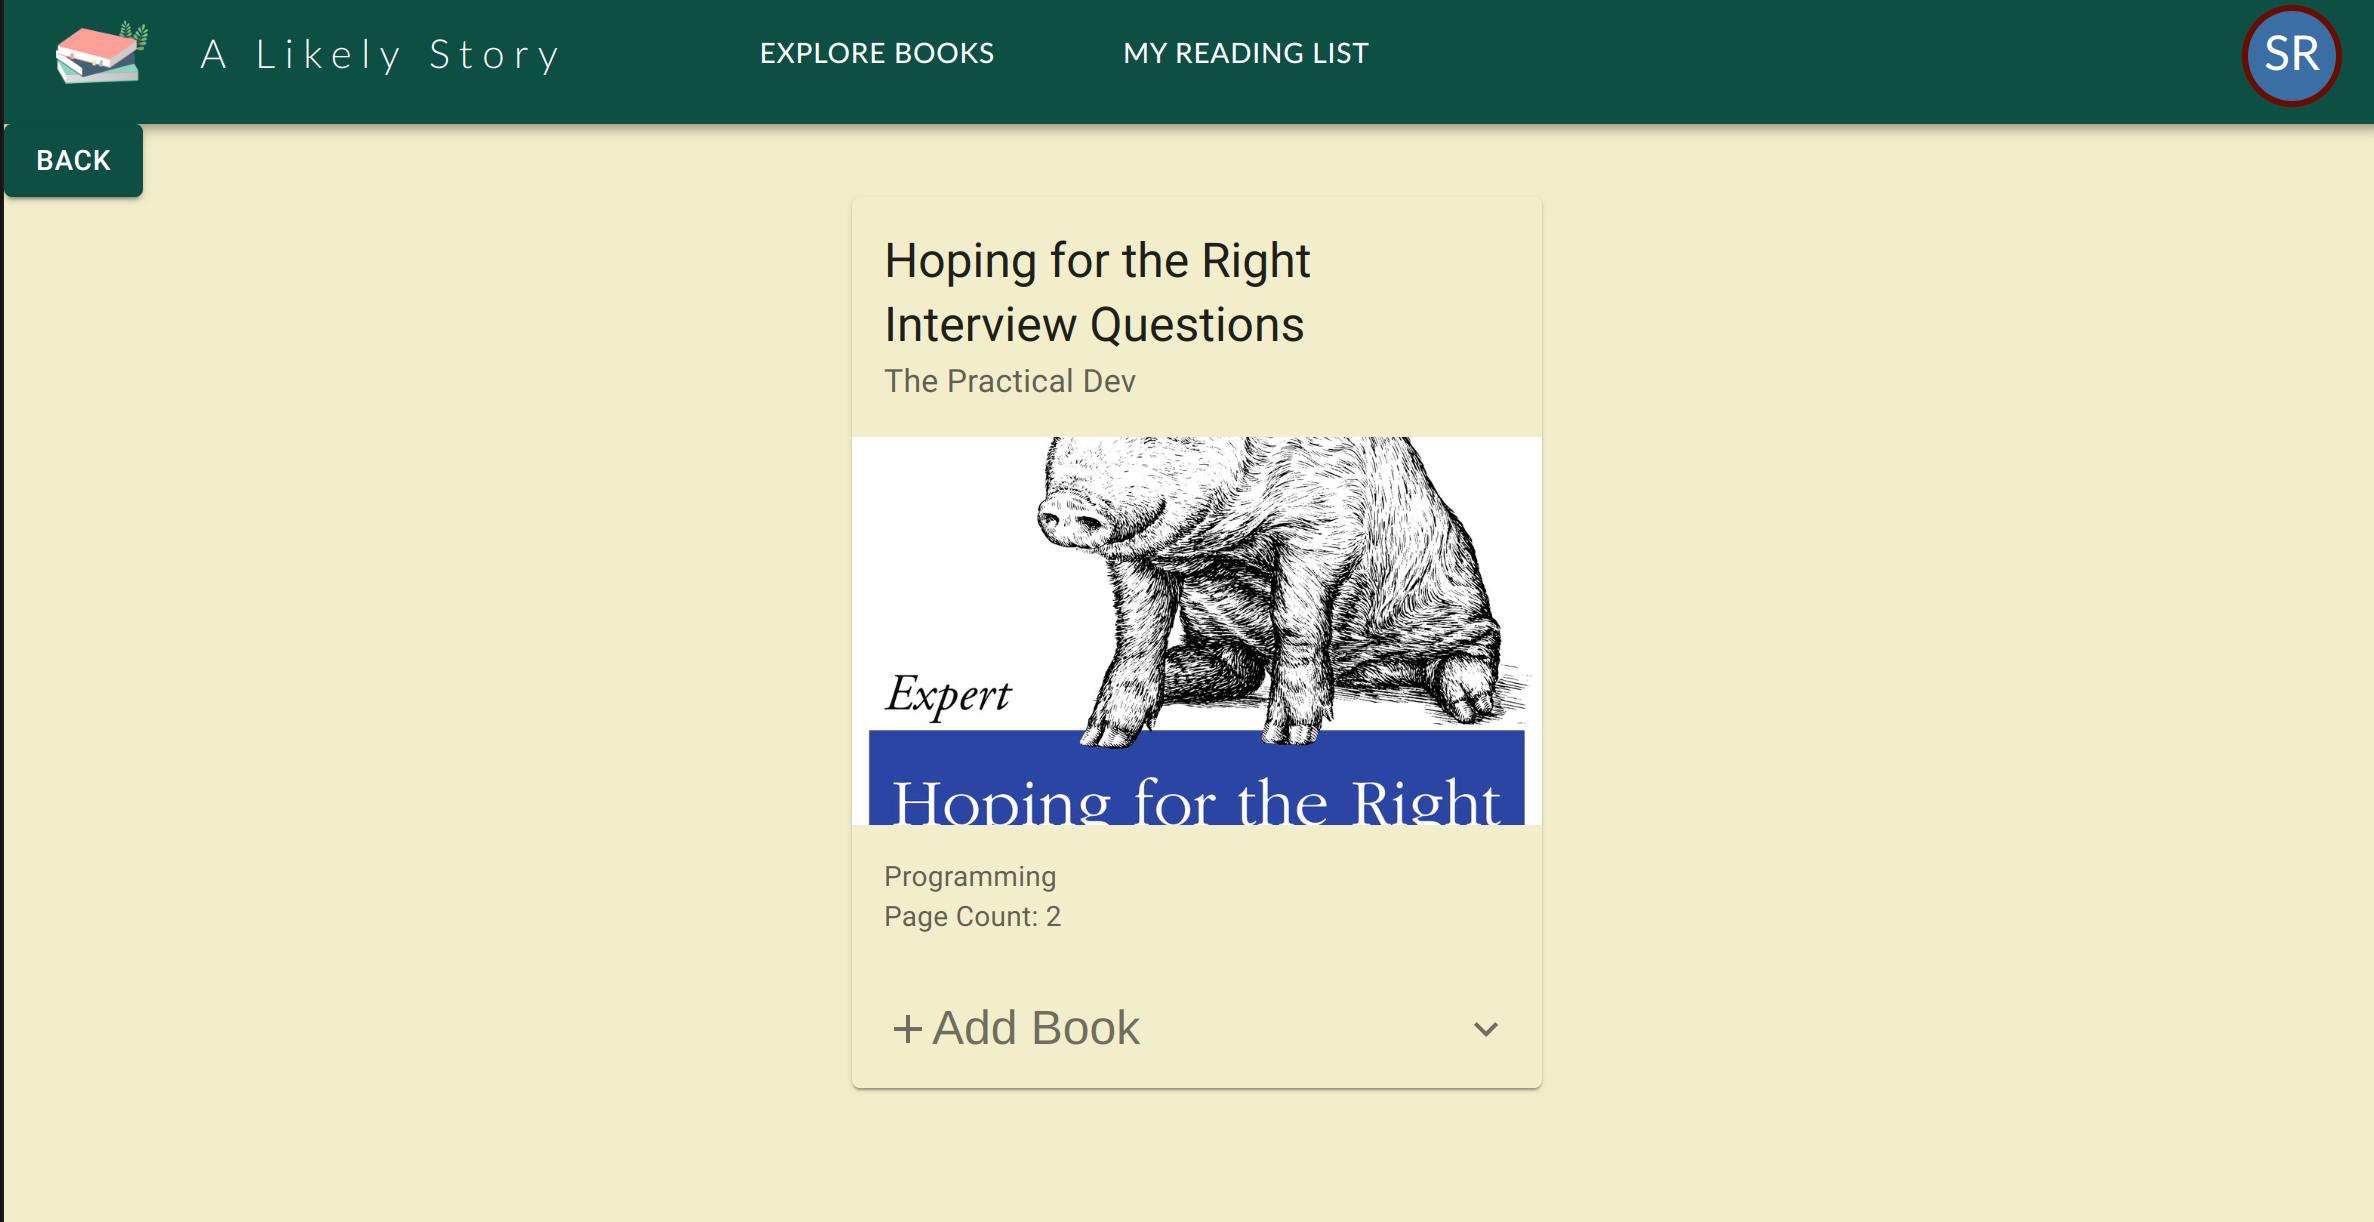 A Likely Story
EXPLORE BOOKS
MY READING LIST
SR
BACK
Hoping for the Right
Interview Questions
The Practical Dev
Expert
Hoping for the Right
Programming
Page Count: 2
+ Add Book